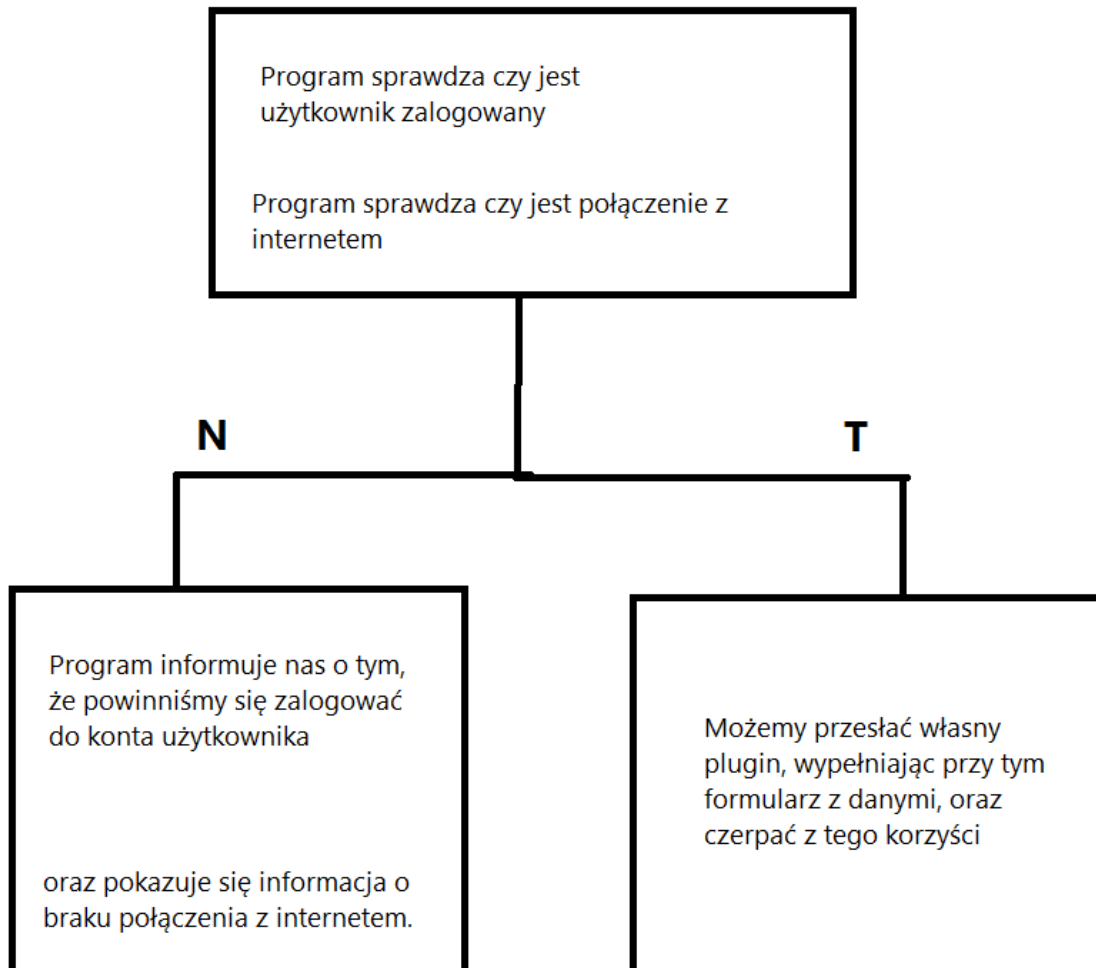 Program sprawdza czy jest
użytkownik zalogowany
Program sprawdza czy jest połączenie z
internetem
N
T
Program informuje nas o tym,
że powinniśmy się zalogować
do konta użytkownika
oraz pokazuje się informacja o
braku połączenia z internetem.
Możemy przesłać własny
plugin, wypełniając przy tym
formularz z danymi, oraz
czerpać z tego korzyści